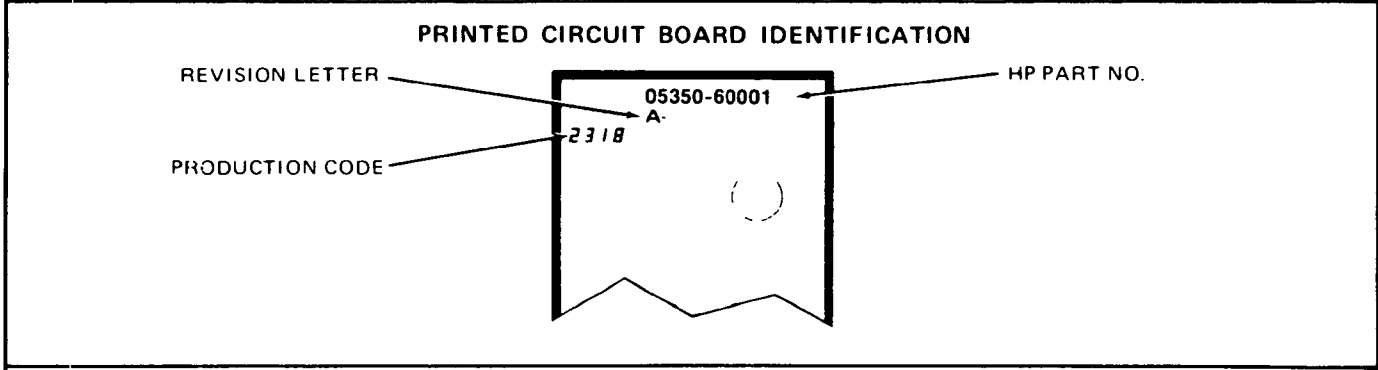 PRINTED CIRCUIT BOARD IDENTIFICATION
REVISION LETTER
HP PART NO.
05350-60001
A-
2318
PRODUCTION CODE